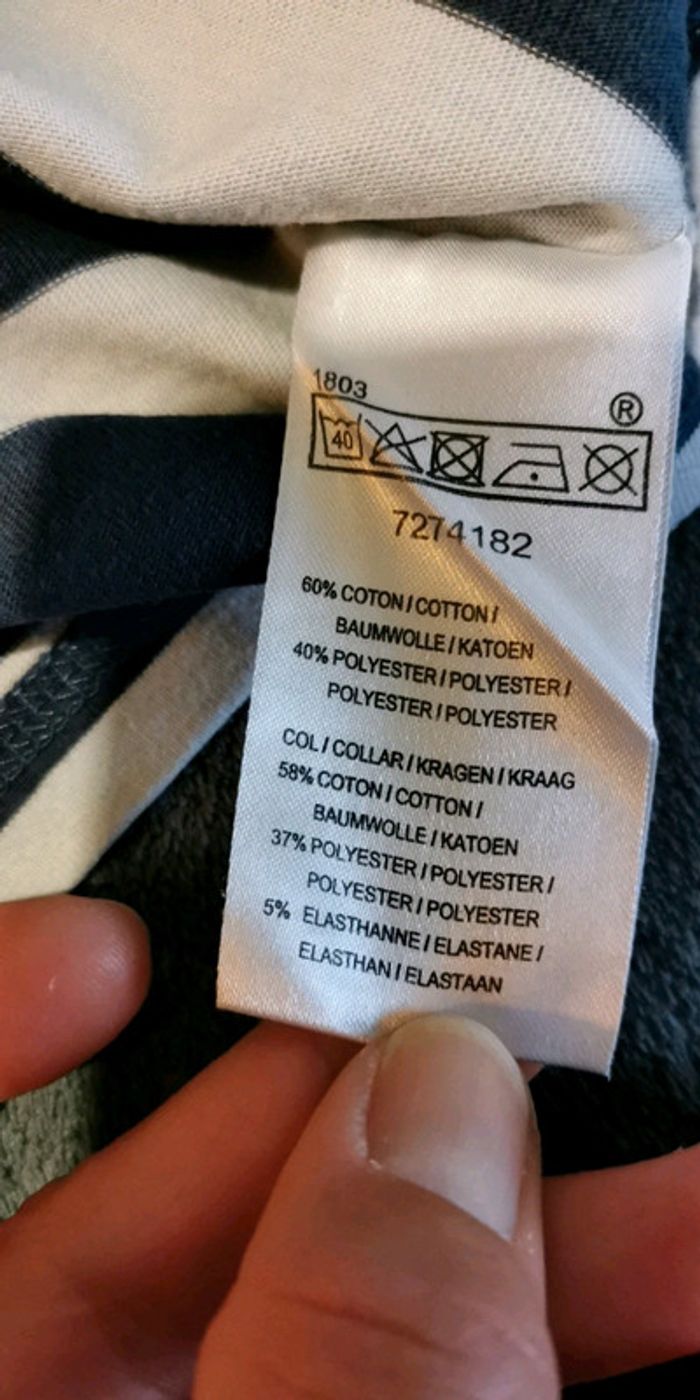 1803
®
40
7274182
60% COTON / COTTON /
BAUMWOLLE / KATOEN
40% POLYESTER / POLYESTER /
POLYESTER / POLYESTER
COL / COLLAR / KRAGEN / KRAAG
58% COTON / COTTON /
BAUMWOLLE / KATOEN
37% POLYESTER / POLYESTER /
POLYESTER / POLYESTER
5% ELASTHANNE / ELASTANE /
ELASTHAN / ELASTAAN